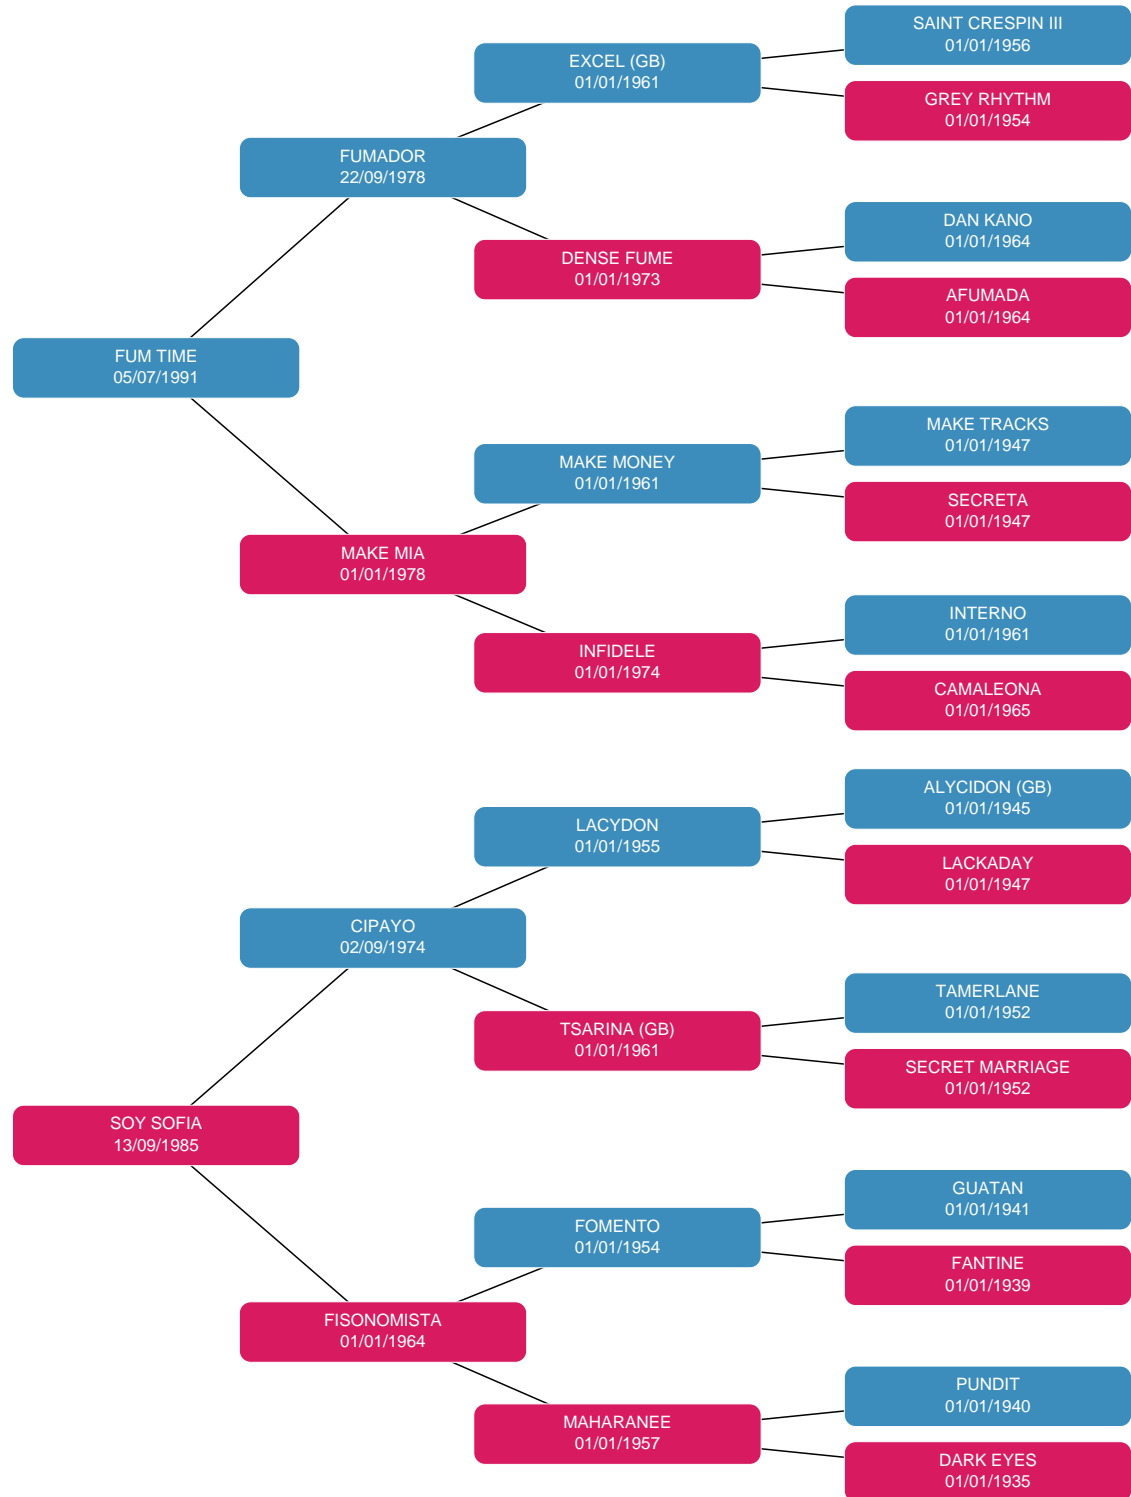 SAINT CRESPIN III
01/01/1956
EXCEL (GB)
01/01/1961
GREY RHYTHM
01/01/1954
FUMADOR
22/09/1978
DAN KANO
01/01/1964
DENSE FUME
01/01/1973
AFUMADA
01/01/1964
FUM TIME
05/07/1991
MAKE TRACKS
01/01/1947
MAKE MONEY
01/01/1961
SECRETA
01/01/1947
MAKE MIA
01/01/1978
INTERNO
01/01/1961
INFIDELE
01/01/1974
CAMALEONA
01/01/1965
ALYCIDON (GB)
01/01/1945
LACYDON
01/01/1955
LACKADAY
01/01/1947
CIPAYO
02/09/1974
TAMERLANE
01/01/1952
TSARINA (GB)
01/01/1961
SECRET MARRIAGE
01/01/1952
SOY SOFIA
13/09/1985
GUATAN
01/01/1941
FOMENTO
01/01/1954
FANTINE
01/01/1939
FISONOMISTA
01/01/1964
PUNDIT
01/01/1940
MAHARANEE
01/01/1957
DARK EYES
01/01/1935